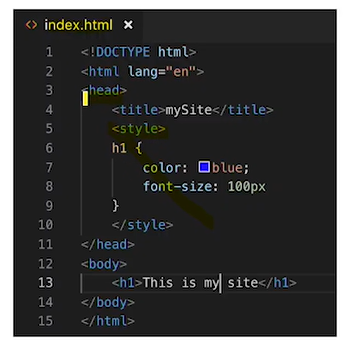 <> index.html ×
1 <!DOCTYPE html>
2 <html lang="en">
3 <head>
4 <title>mySite</title>
5 <style>
6 h1 {
7 color: blue;
8 font-size: 100px
9 }
10 </style>
11 </head>
12 <body>
13 <h1>This is my site</h1>
14 </body>
15 </html>